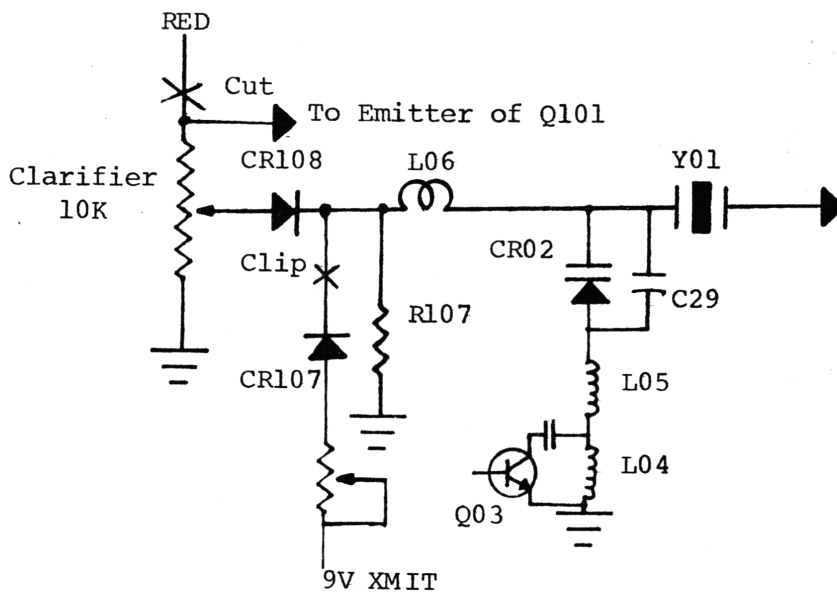 RED
Cut
To Emitter of Q101
CR108
L06
Y01
Clarifier
10K
Clip
CR02
C29
R107
CR107
L05
L04
Q03
9V XMIT